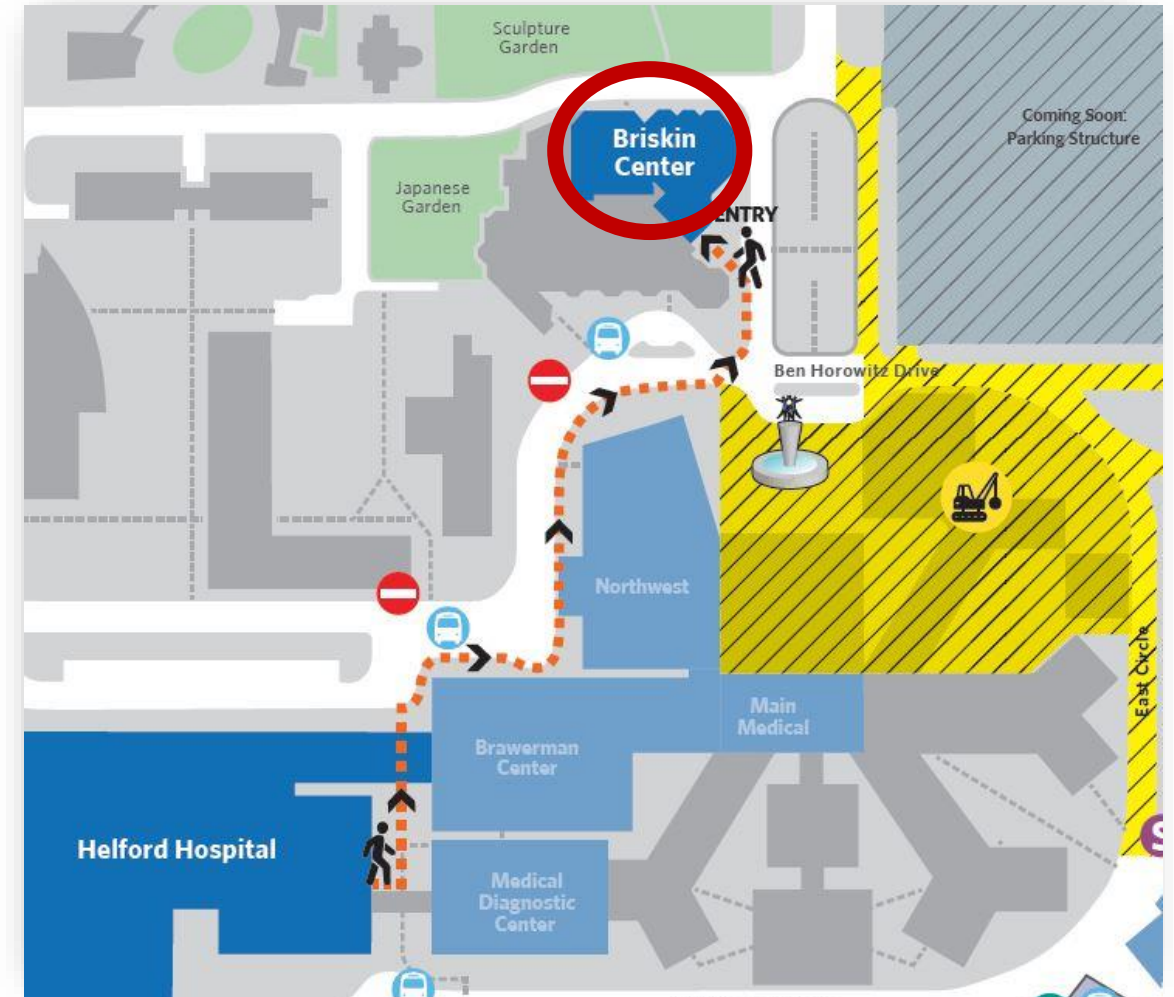 Sculpture
Garden
Coming Soon:
Parking Structure
Briskin
Center
Japanese
Garden
ENTRY
Ben Horowitz Drive
Northwest
East Circle
Main
Medical
Brawerman
Center
Helford Hospital
Medical
Diagnostic
Center
S